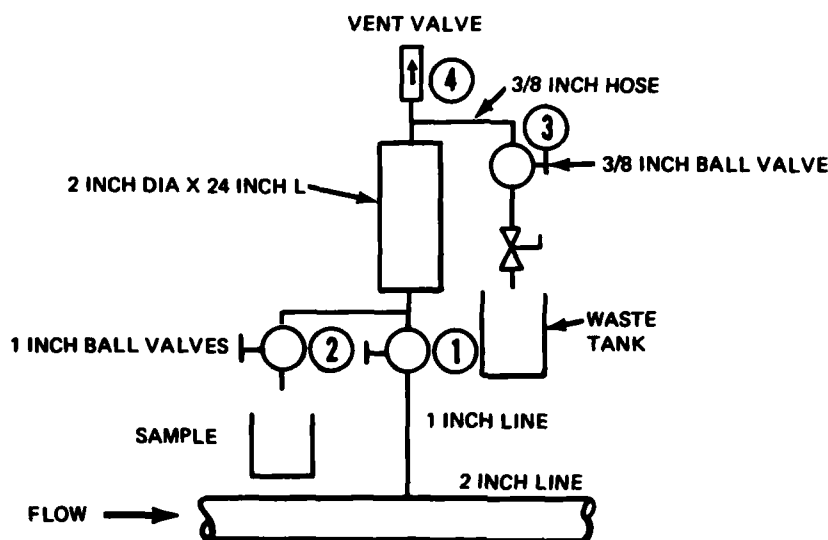 VENT VALVE
4
3/8 INCH HOSE
3
3/8 INCH BALL VALVE
2 INCH DIA X 24 INCH L
1 INCH BALL VALVES
2
1
WASTE
TANK
1 INCH LINE
SAMPLE
2 INCH LINE
FLOW